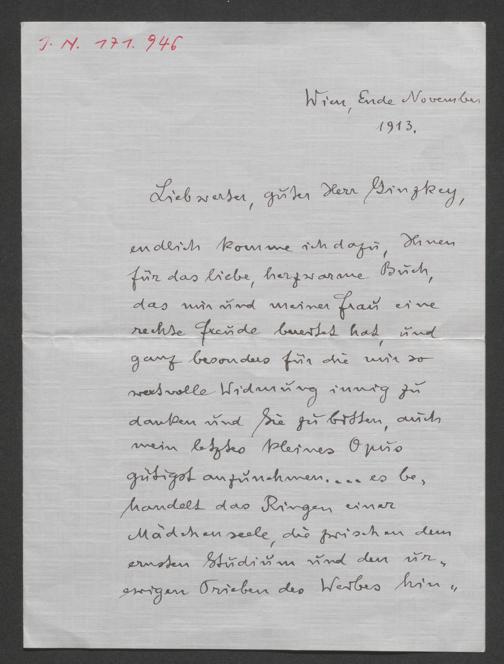 I. N. 171. 946
Wien, Ende November
1913.
Liebwerter, guter Herr Ginzkey,
endlich komme ich dazu, Ihnen
für das liebe, herzwarme Buch,
das mir und meiner Frau eine
rechte Freude bereitet hat, und
ganz besonders für die mir so
wertvolle Widmung innig zu
danken und Sie zu bitten, auch
mein letztes kleines Opus
gütigst anzunehmen.... es be,
handelt das Ringen einer
Mädchenseele, die zwischen dem
ernsten Studium und den ur„
ewigen Trieben des Weibes hin„